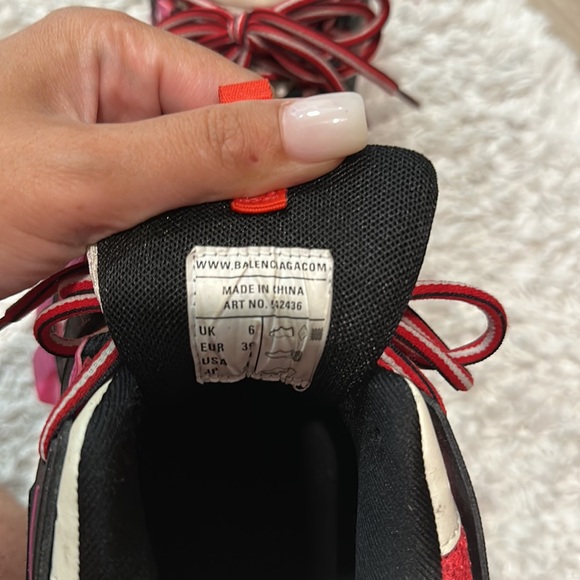 WWW.BALENCIAGACOM
MADE IN CHINA
ART NO. 542436
UK 6
EUR
USA